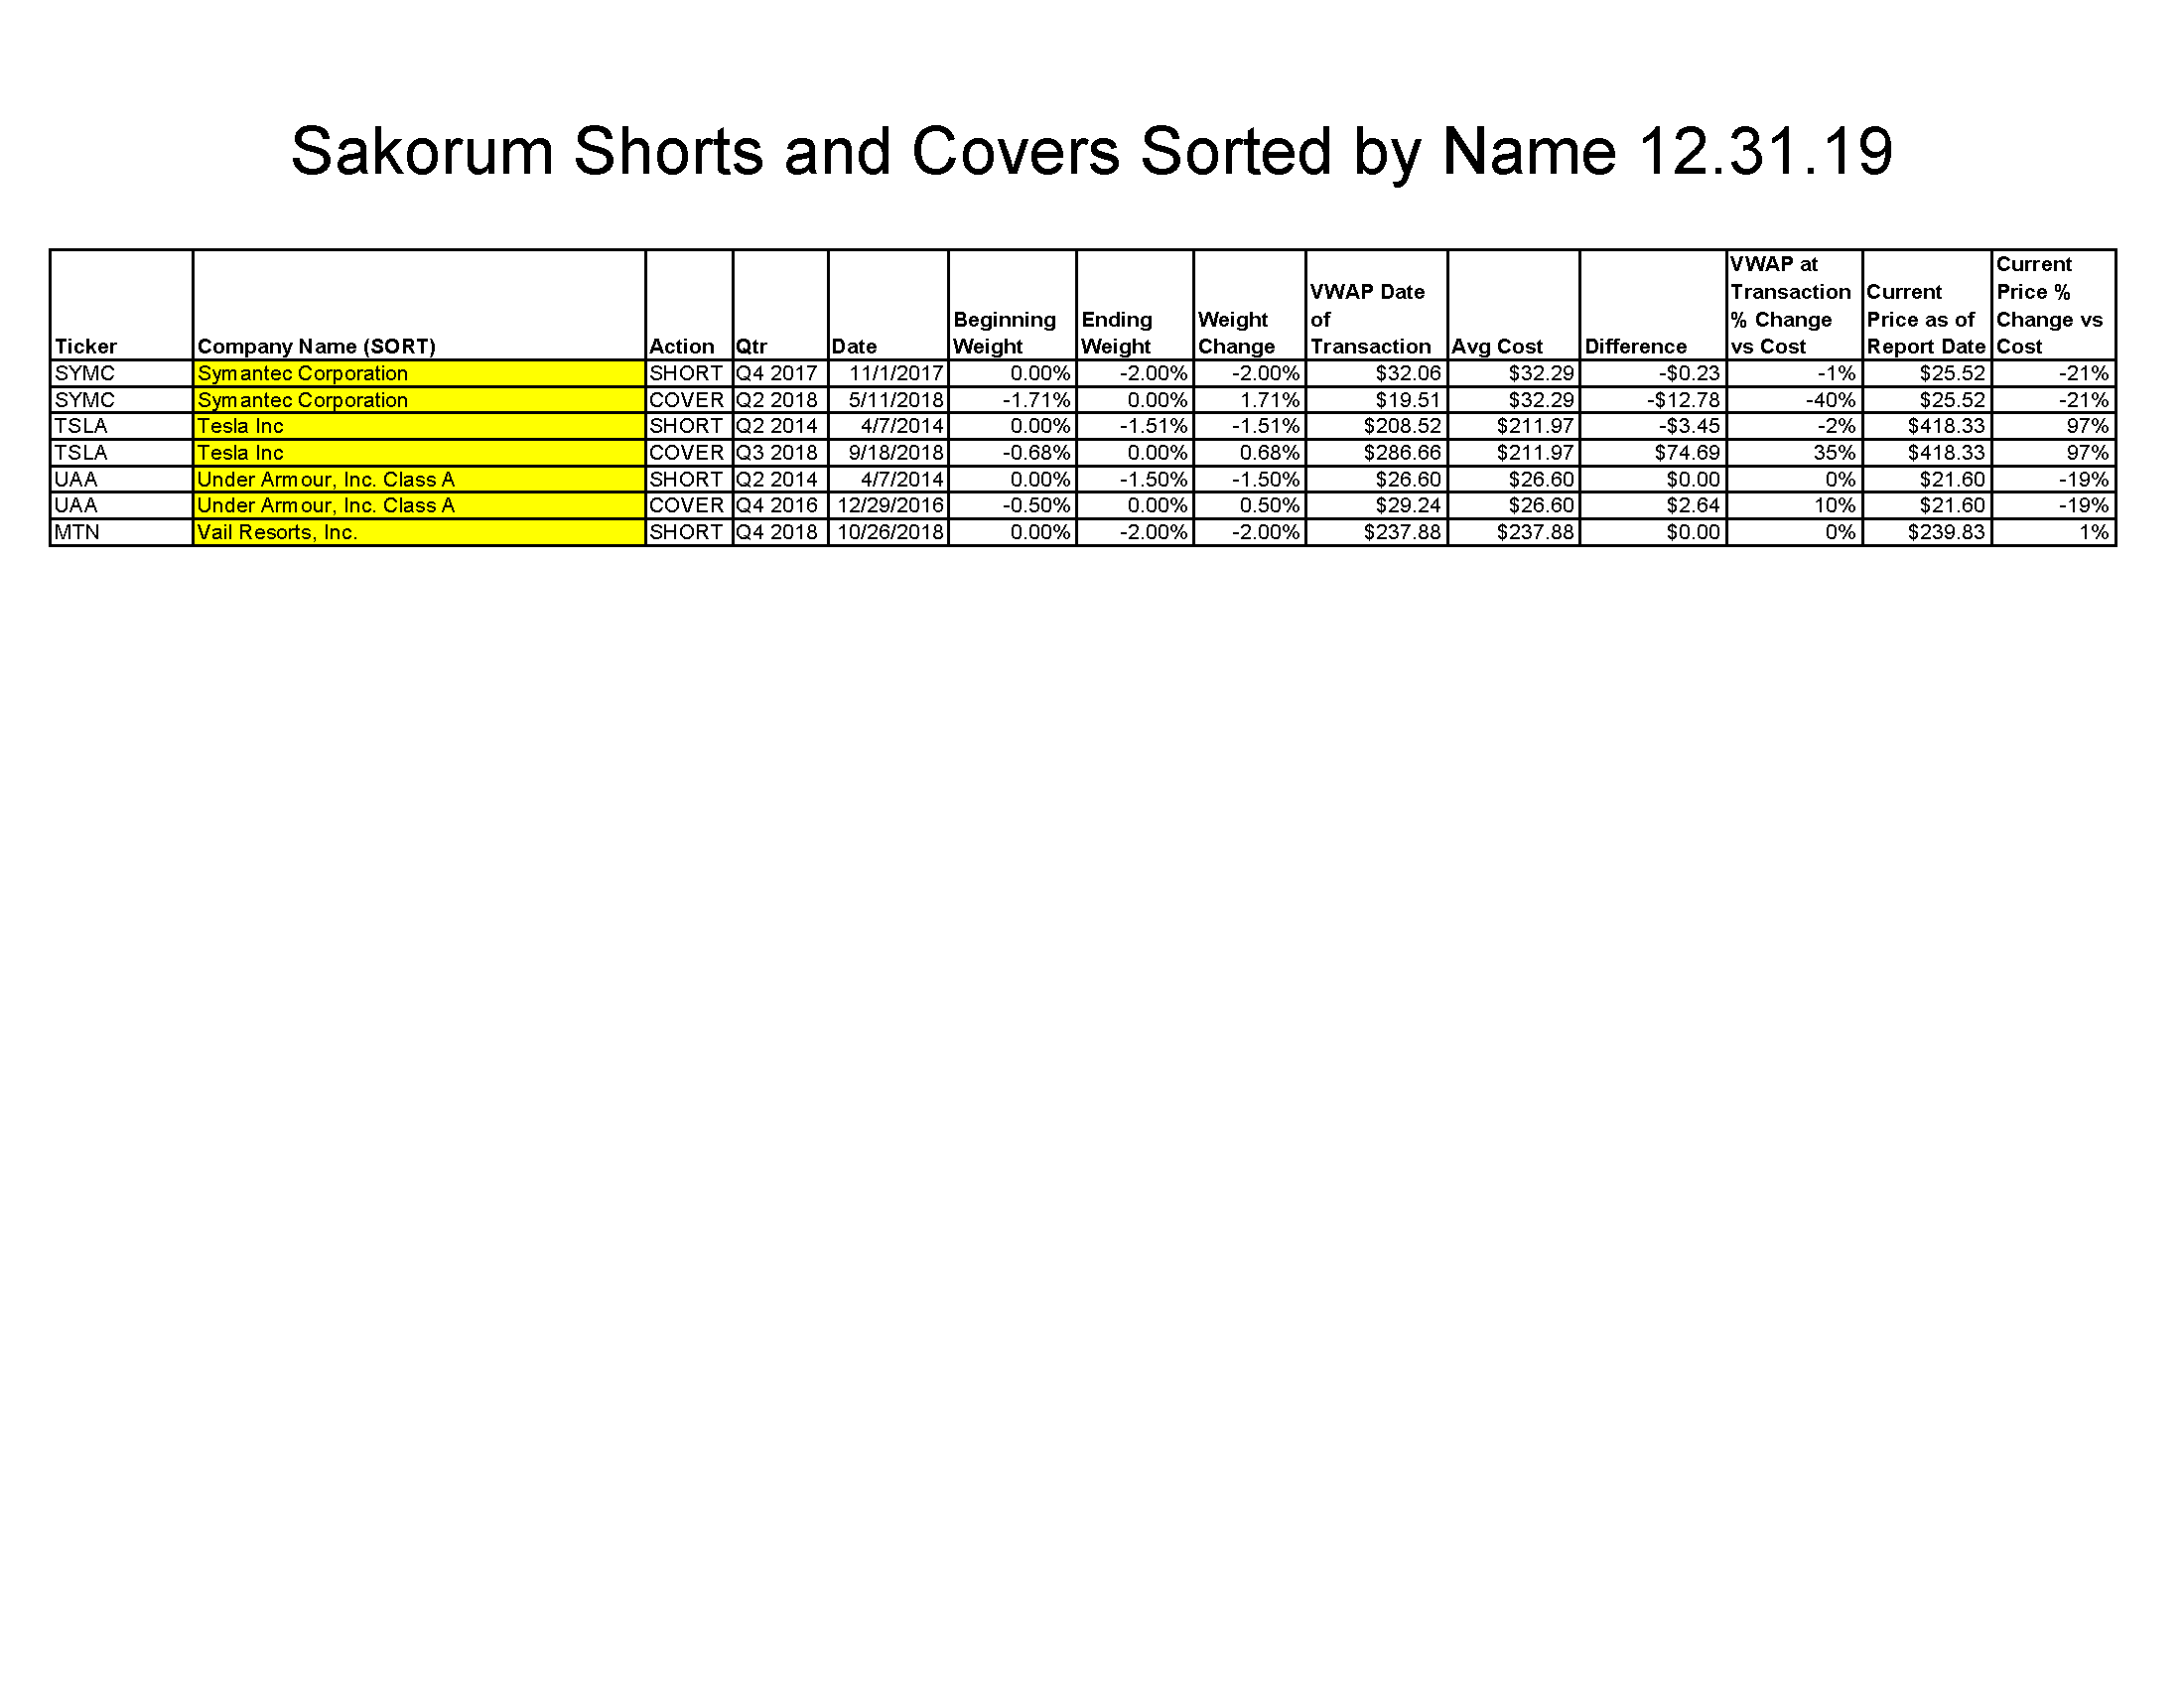 Sakorum Shorts and Covers Sorted by Name 12.31.19
Ticker Company Name (SORT) Action Qtr Date Beginning Weight Ending Weight Weight Change VWAP Date of Transaction Avg Cost Difference VWAP at Transaction % Change vs Cost Current Price as of Report Date Current Price % Change vs Cost
SYMC Symantec Corporation SHORT Q4 2017 11/1/2017 0.00% -2.00% -2.00% $32.06 $32.29 -$0.23 -1% $25.52 -21%
SYMC Symantec Corporation COVER Q2 2018 5/11/2018 -1.71% 0.00% 1.71% $19.51 $32.29 -$12.78 -40% $25.52 -21%
TSLA Tesla Inc SHORT Q2 2014 4/7/2014 0.00% -1.51% -1.51% $208.52 $211.97 -$3.45 -2% $418.33 97%
TSLA Tesla Inc COVER Q3 2018 9/18/2018 -0.68% 0.00% 0.68% $286.66 $211.97 $74.69 35% $418.33 97%
UAA Under Armour, Inc. Class A SHORT Q2 2014 4/7/2014 0.00% -1.50% -1.50% $26.60 $26.60 $0.00 0% $21.60 -19%
UAA Under Armour, Inc. Class A COVER Q4 2016 12/29/2016 -0.50% 0.00% 0.50% $29.24 $26.60 $2.64 10% $21.60 -19%
MTN Vail Resorts, Inc. SHORT Q4 2018 10/26/2018 0.00% -2.00% -2.00% $237.88 $237.88 $0.00 0% $239.83 1%